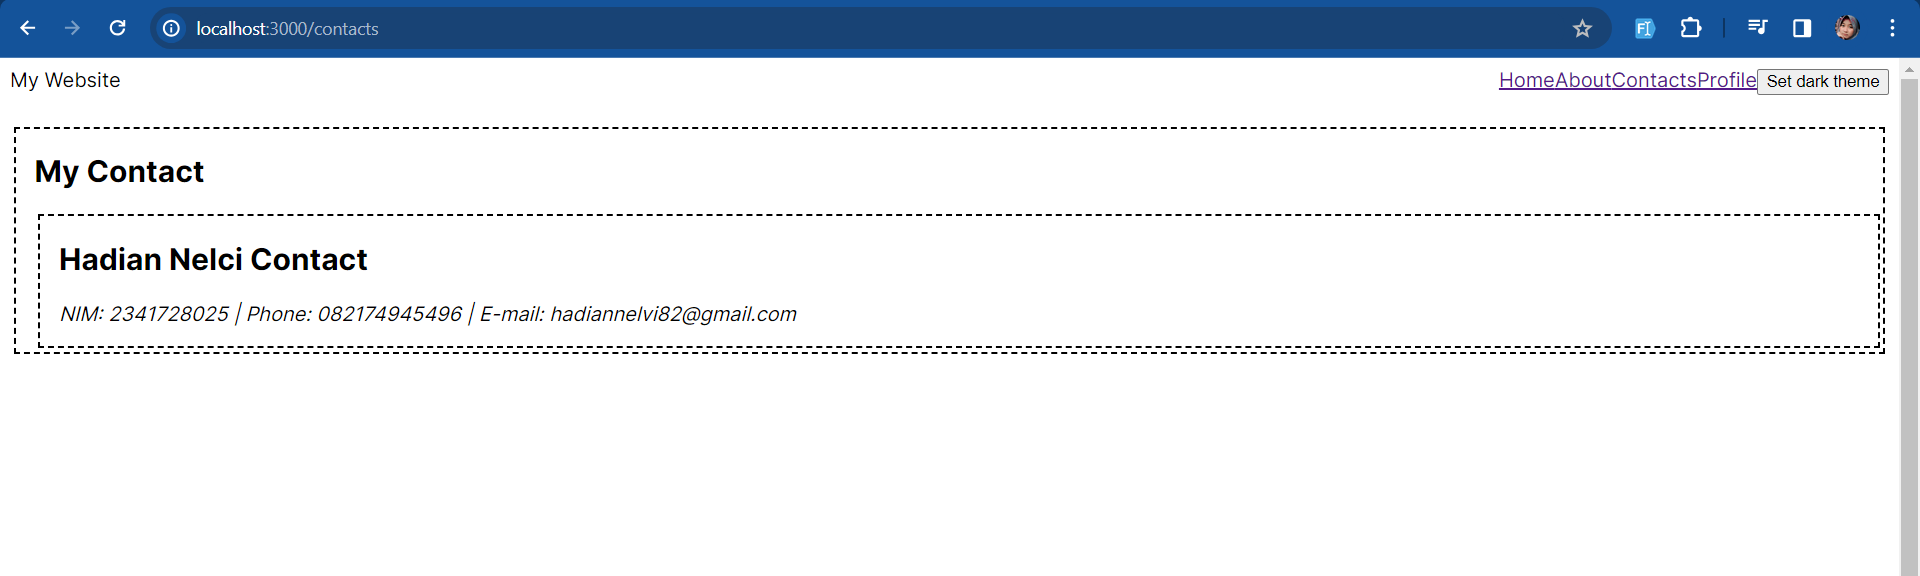 localhost:3000/contacts
My Website HomeAboutContactsProfile Set dark theme
My Contact
Hadian Nelci Contact
NIM: 2341728025 | Phone: 082174945496 | E-mail: hadiannelvi82@gmail.com